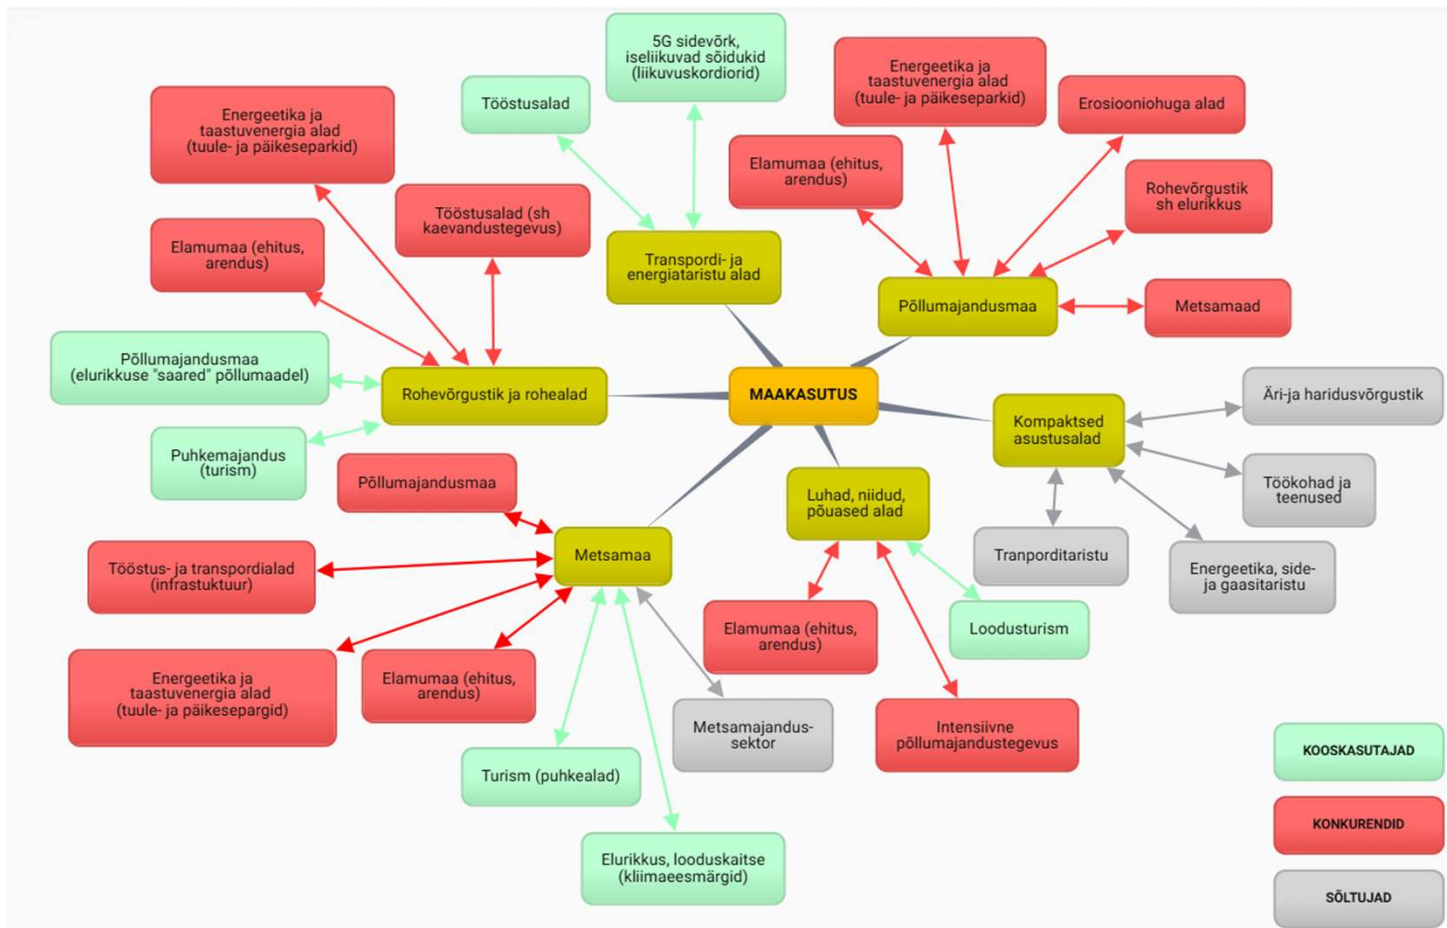 5G sidevõrk,
iseliikuvad sõidukid
(liikuvuskordiorid)
Tööstusalad
Energeetika ja
taastuvenergia alad
(tuule- ja päikeseparkid)
Erosiooniohuga alad
Energeetika ja
taastuvenergia alad
(tuule- ja päikeseparkid)
Elamumaa (ehitus,
arendus)
Rohevõrgustik
sh elurikkus
Tööstusalad (sh
kaevandustegevus)
Elamumaa (ehitus,
arendus)
Transpordi- ja
energiataristu alad
Põllumajandusmaa
Metsamaad
Põllumajandusmaa
(elurikkuse "saared" põllumaadel)
Rohevõrgustik ja rohealad
MAAKASUTUS
Äri-ja haridusvõrgustik
Kompaktsed
asustusalad
Puhkemajandus
(turism)
Põllumajandusmaa
Luhad, niidud,
põuased alad
Töökohad ja
teenused
Metsamaa
Tranporditaristu
Energeetika, side-
ja gaasitaristu
Tööstus- ja transpordialad
(infrastuktuur)
Elamumaa (ehitus,
arendus)
Loodusturism
Energeetika ja
taastuvenergia alad
(tuule- ja päikesepargid)
Elamumaa (ehitus,
arendus)
Metsamajandus-
sektor
Intensiivne
põllumajandustegevus
Turism (puhkealad)
Elurikkus, looduskaitse
(kliimaeesmärgid)
KOOSKASUTAJAD
KONKURENDID
SÕLTUJAD